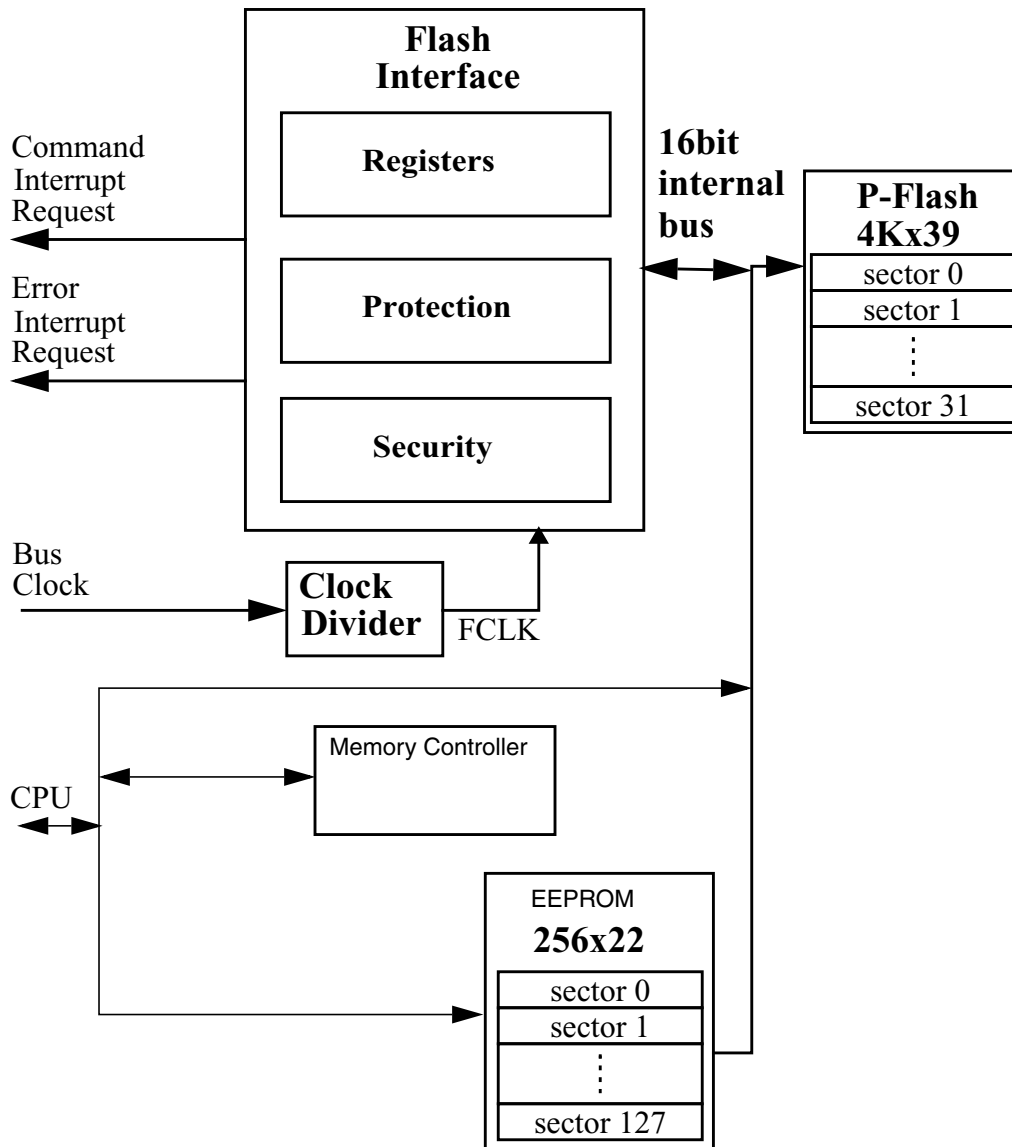 Flash
Interface
Registers
Protection
Security
Command
Interrupt
Request
Error
Interrupt
Request
16bit
internal
bus
P-Flash
4Kx39
sector 0
sector 1
sector 31
Bus
Clock
Clock
Divider
FCLK
Memory Controller
CPU
EEPROM
256x22
sector 0
sector 1
sector 127